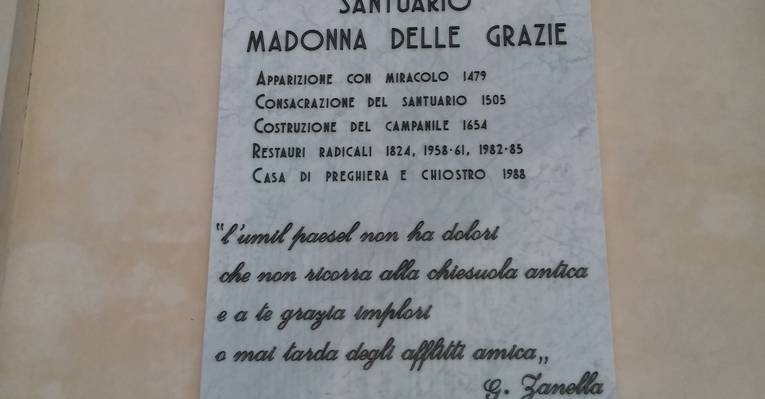 SANTUARIO
MADONNA DELLE GRAZIE
APPARIZIONE CON MIRACOLO 1479
CONSACRAZIONE DEL SANTUARIO 1505
COSTRUZIONE DEL CAMPANILE 1654
RESTAURI RADICALI 1824, 1958-61, 1982-85
CASA DI PREGHIERA E CHIOSTRO 1988
"l'umil paesel non ha dolori
che non ricorra alla chiesuola antica
e a te grazia implori
o mai tarda degli afflitti amica„
G. Zanella